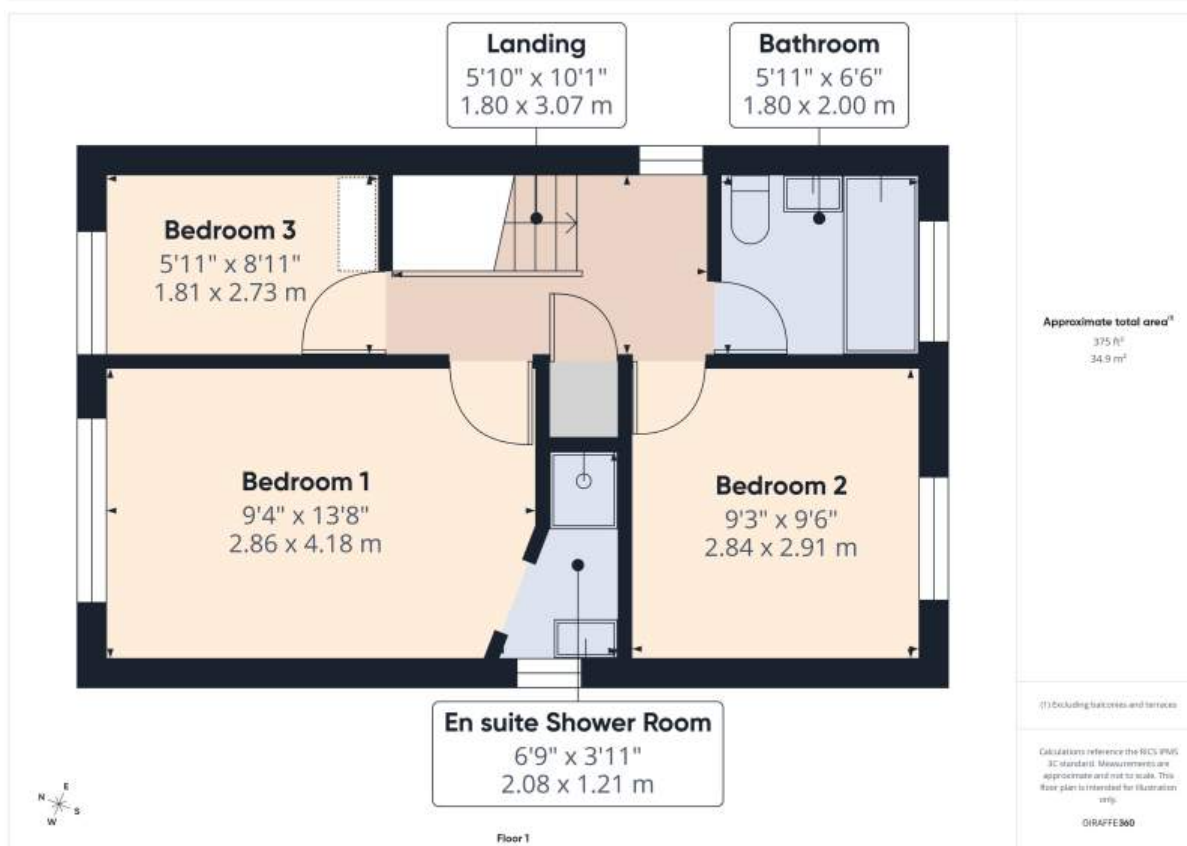 Landing
5'10" x 10'1"
1.80 x 3.07 m
Bathroom
5'11" x 6'6"
1.80 x 2.00 m
Bedroom 3
5'11" x 8'11"
1.81 x 2.73 m
Bedroom 1
9'4" x 13'8"
2.86 x 4.18 m
Bedroom 2
9'3" x 9'6"
2.84 x 2.91 m
En suite Shower Room
6'9" x 3'11"
2.08 x 1.21 m
N E S W
Floor 1
Approximate total area⁽¹⁾
375 ft²
34.9 m²
(1) Excluding balconies and terraces
Calculations reference the RICS IPMS
3C standard. Measurements are
approximate and not to scale. This
floor plan is intended for illustration
only.
GIRAFFE360